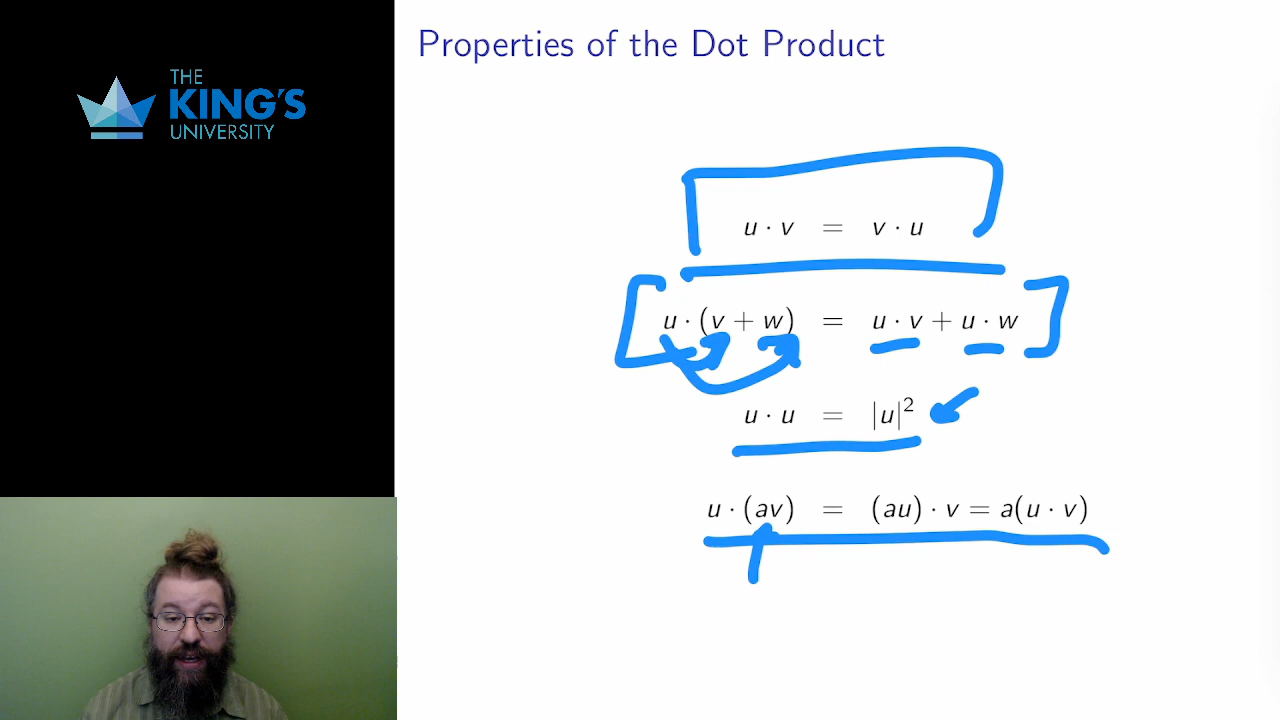 THE
KING'S
UNIVERSITY
Properties of the Dot Product
u · v = v · u
u · (v + w) = u · v + u · w
u · u = |u|²
u · (av) = (au) · v = a(u · v)